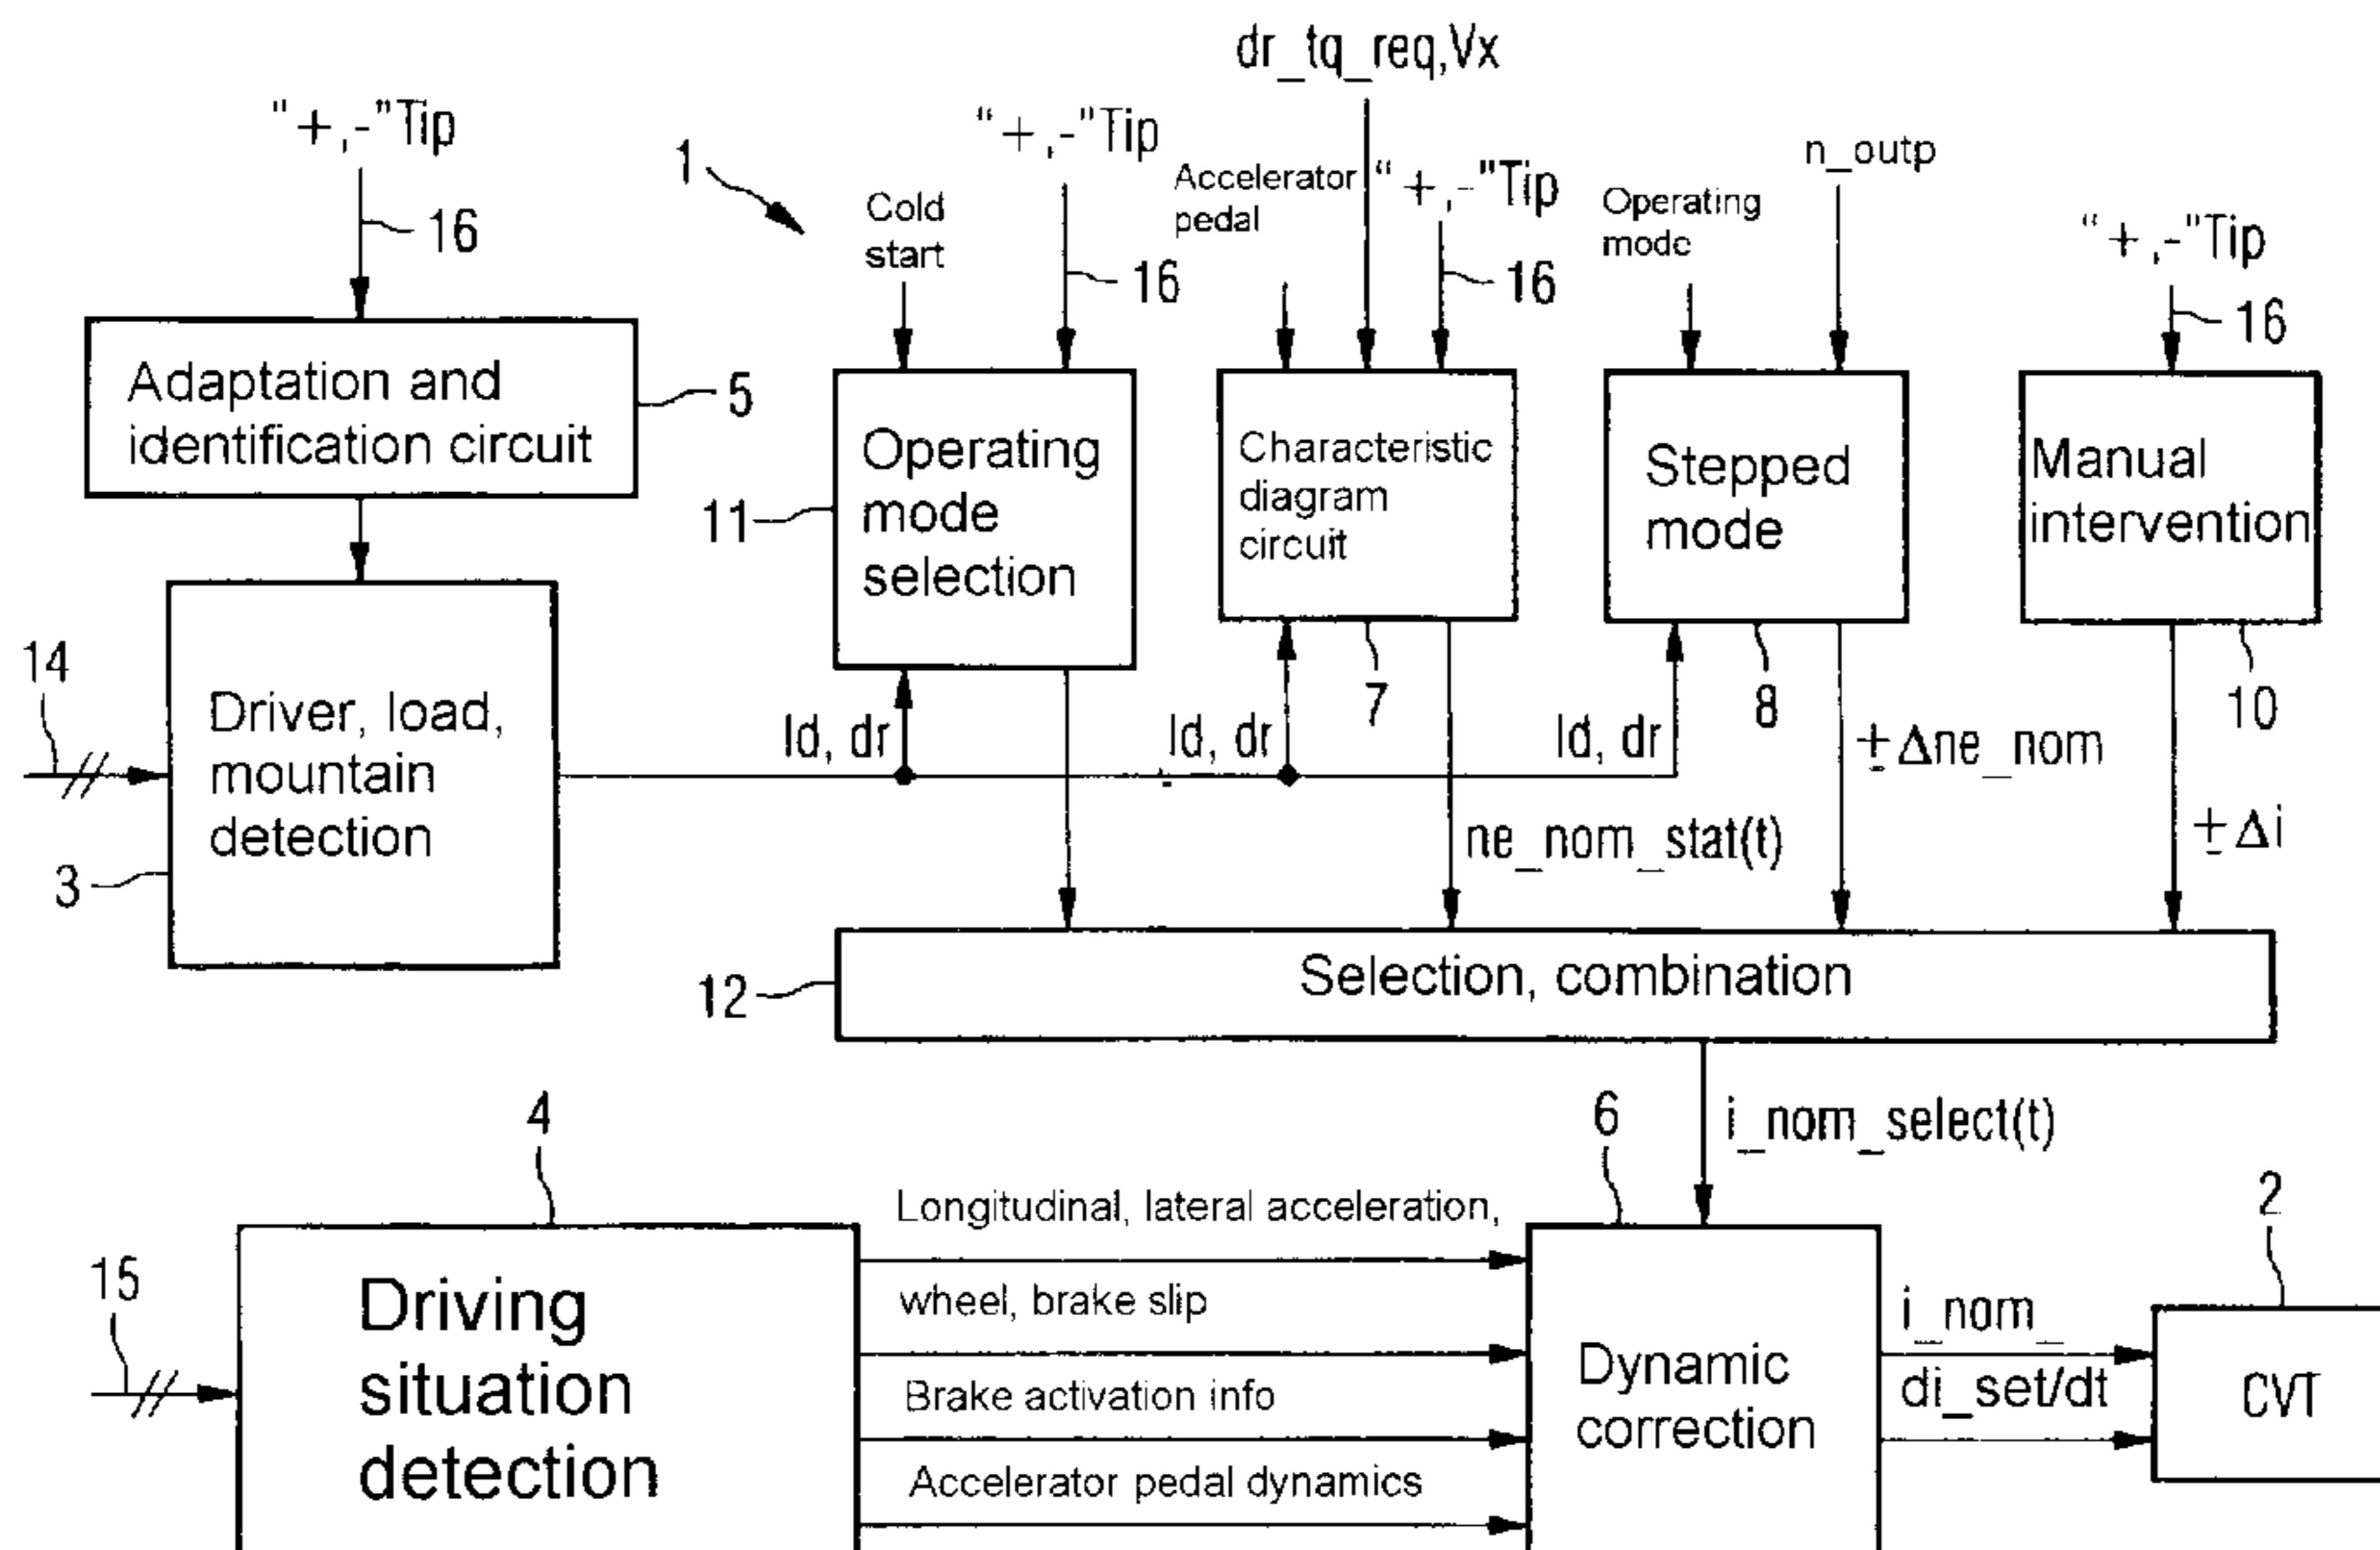 dr_tq_req,Vx
"+,-"Tip
"+,-"Tip
1
Accelerator
pedal
"+,-"Tip
n_outp
Cold
start
Operating
mode
"+,-"Tip
16
16
16
16
Adaptation and
identification circuit
5
Operating
mode
selection
11
Characteristic
diagram
circuit
Stepped
mode
Manual
intervention
14
Driver, load,
mountain
detection
3
7
8
10
ld, dr
ld, dr
ld, dr
±Δne_nom
ne_nom_stat(t)
±Δi
12
Selection, combination
4
6
i_nom_select(t)
2
15
Driving
situation
detection
Longitudinal, lateral acceleration,
wheel, brake slip
Brake activation info
Accelerator pedal dynamics
Dynamic
correction
i_nom_
di_set/dt
CVT